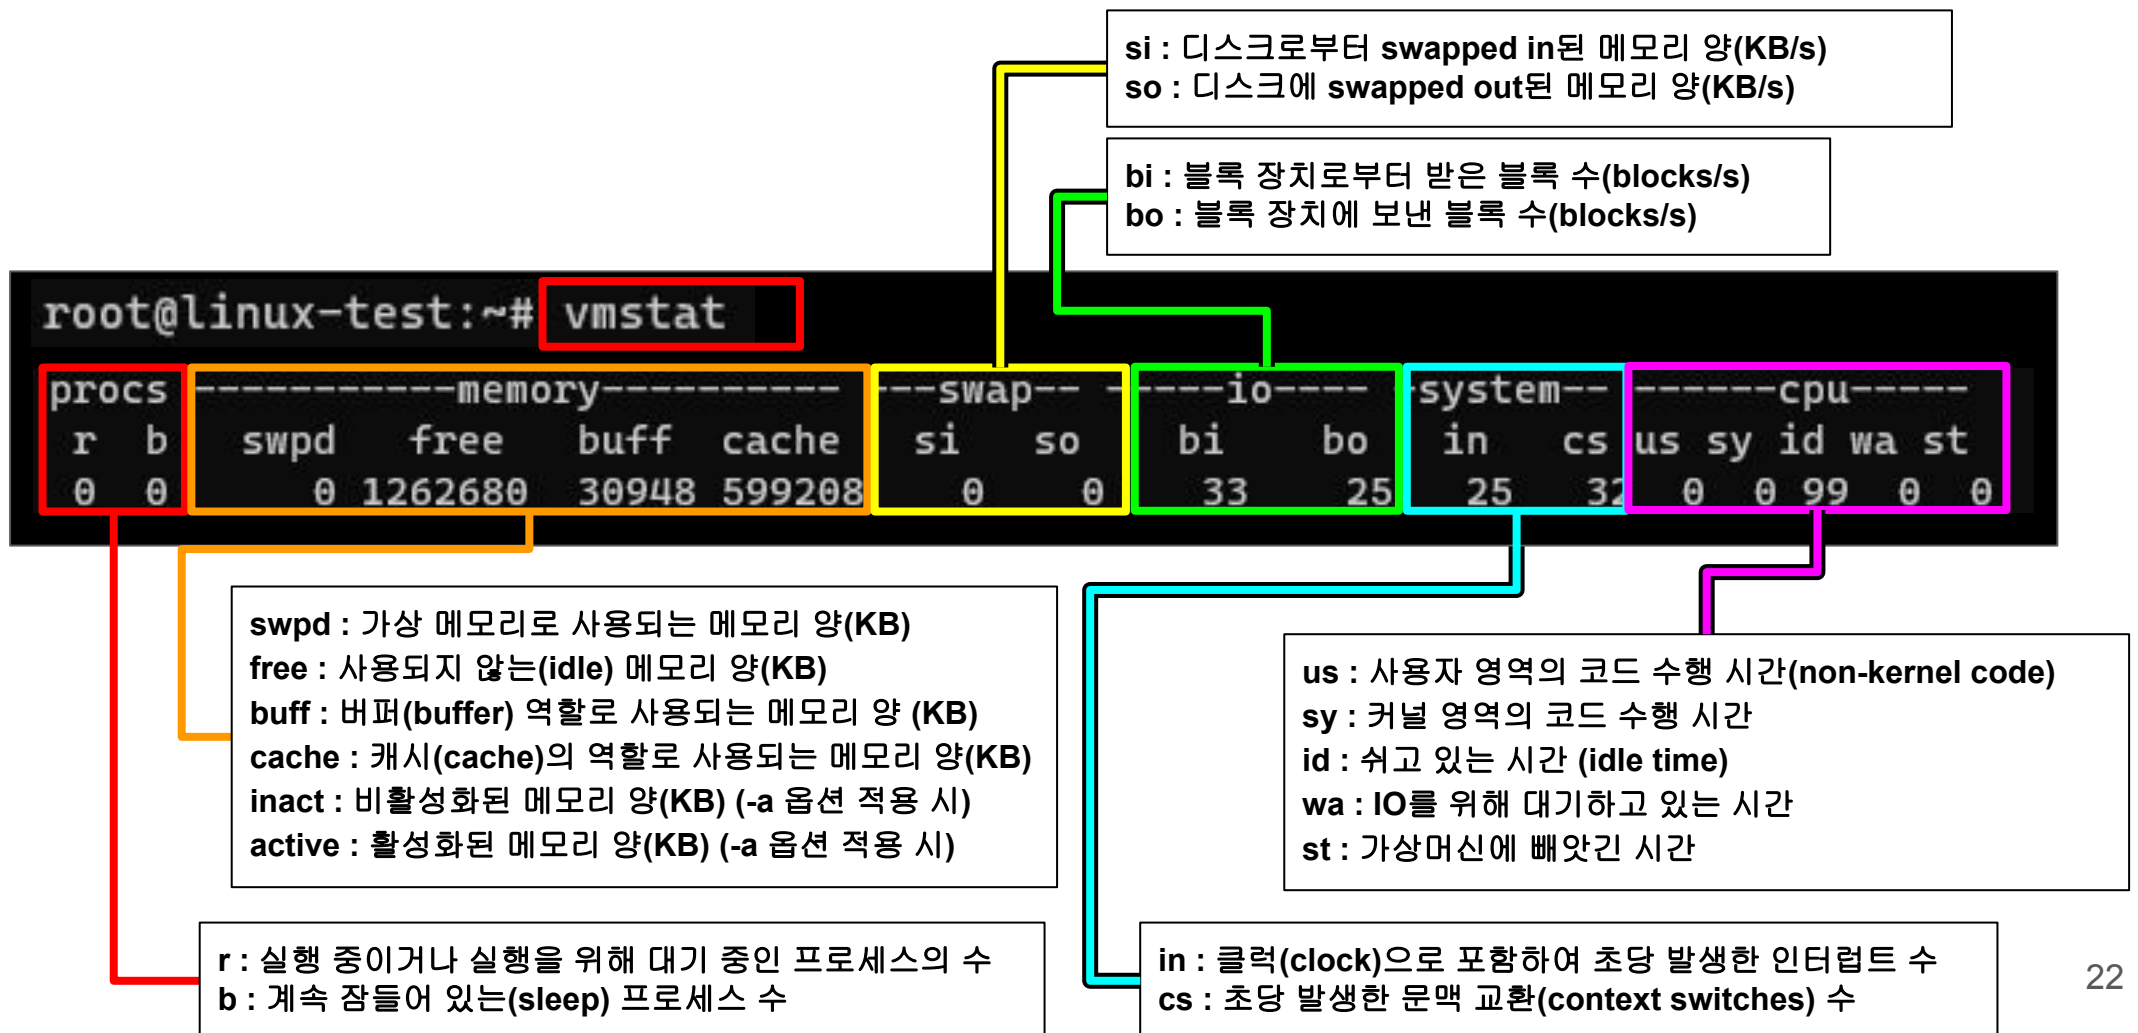 si : 디스크로부터 swapped in된 메모리 양(KB/s)
so : 디스크에 swapped out된 메모리 양(KB/s)
bi : 블록 장치로부터 받은 블록 수(blocks/s)
bo : 블록 장치에 보낸 블록 수(blocks/s)
root@linux-test:~# vmstat
procs -----------memory---------- ---swap-- -----io---- -system-- ------cpu-----
r b swpd free buff cache si so bi bo in cs us sy id wa st
0 0 0 1262680 30948 599208 0 0 33 25 25 32 0 0 99 0 0
swpd : 가상 메모리로 사용되는 메모리 양(KB)
free : 사용되지 않는(idle) 메모리 양(KB)
buff : 버퍼(buffer) 역할로 사용되는 메모리 양 (KB)
cache : 캐시(cache)의 역할로 사용되는 메모리 양(KB)
inact : 비활성화된 메모리 양(KB) (-a 옵션 적용 시)
active : 활성화된 메모리 양(KB) (-a 옵션 적용 시)
us : 사용자 영역의 코드 수행 시간(non-kernel code)
sy : 커널 영역의 코드 수행 시간
id : 쉬고 있는 시간 (idle time)
wa : IO를 위해 대기하고 있는 시간
st : 가상머신에 빼앗긴 시간
r : 실행 중이거나 실행을 위해 대기 중인 프로세스의 수
b : 계속 잠들어 있는(sleep) 프로세스 수
in : 클럭(clock)으로 포함하여 초당 발생한 인터럽트 수
cs : 초당 발생한 문맥 교환(context switches) 수
22